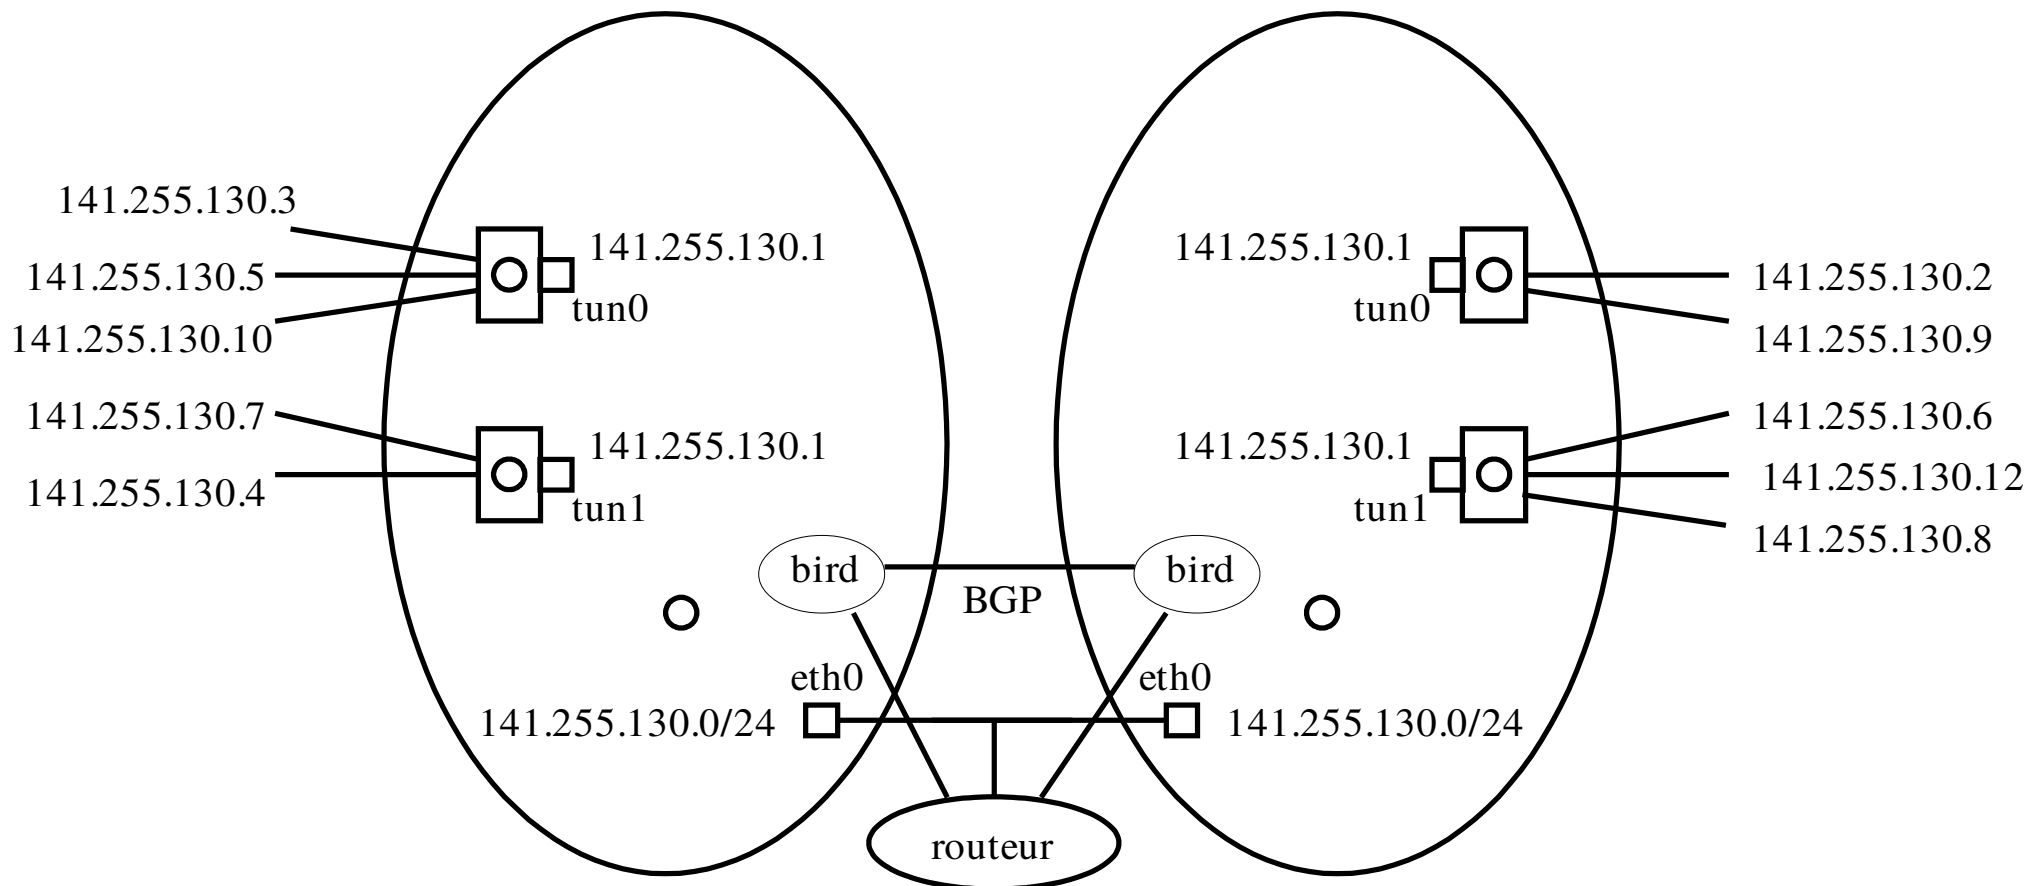 141.255.130.3
141.255.130.5
141.255.130.10
141.255.130.1
tun0
141.255.130.7
141.255.130.4
141.255.130.1
tun1
141.255.130.1
tun0
141.255.130.2
141.255.130.9
141.255.130.1
tun1
141.255.130.6
141.255.130.12
141.255.130.8
bird
BGP
bird
eth0
eth0
141.255.130.0/24
141.255.130.0/24
routeur